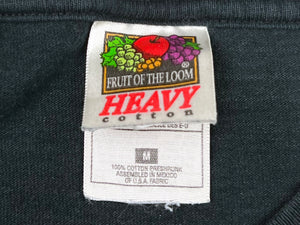 FRUIT OF THE LOOM
®
HEAVY
cotton
M
100% COTTON PRESHRUNK
ASSEMBLED IN MEXICO
OF U.S.A. FABRIC